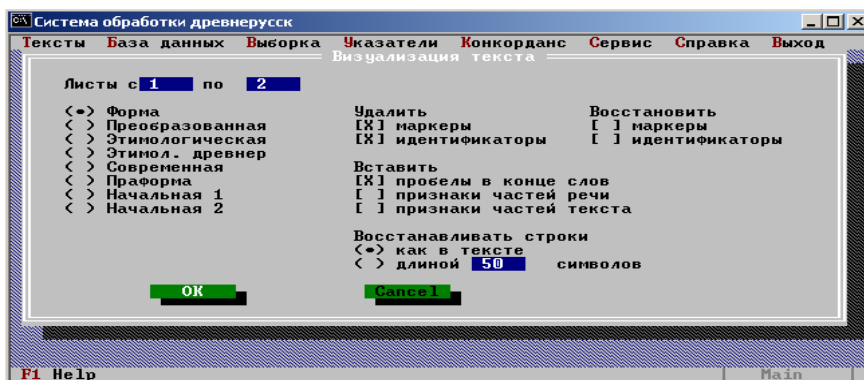 Система обработки древнерусск
Тексты База данных Выборка Указатели Конкорданс Сервис Справка Выход
Визуализация текста
Листы с 1 по 2
(•) Форма
( ) Преобразованная
( ) Этимологическая
( ) Этимол. древнер
( ) Современная
( ) Праформа
( ) Начальная 1
( ) Начальная 2
Удалить
[X] маркеры
[X] идентификаторы
Восстановить
[ ] маркеры
[ ] идентификаторы
Вставить
[X] пробелы в конце слов
[ ] признаки частей речи
[ ] признаки частей текста
Восстанавливать строки
(•) как в тексте
( ) длиной 50 символов
OK
Cancel
F1 Help
Main